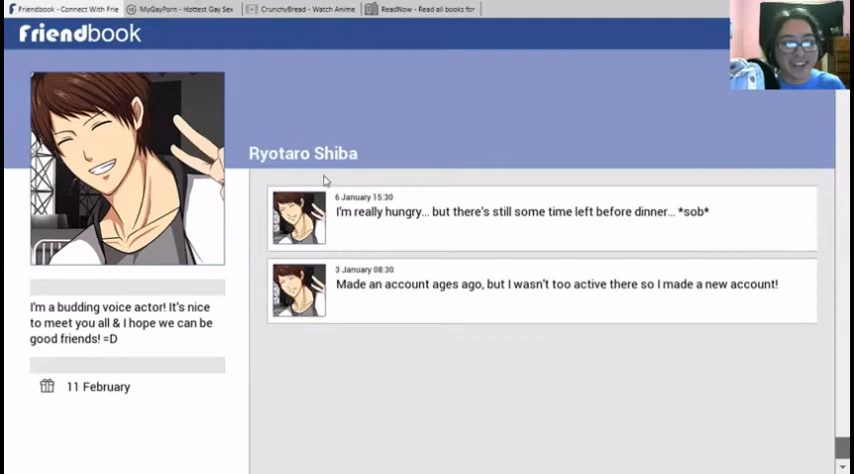 Friendbook - Connect With Frie
MyGayPorn - Hottest Gay Sex
CrunchyBread - Watch Anime
ReadNow - Read all books for
Friendbook
Ryotaro Shiba
6 January 15:30
I'm really hungry... but there's still some time left before dinner... *sob*
3 January 08:30
Made an account ages ago, but I wasn't too active there so I made a new account!
I'm a budding voice actor! It's nice
to meet you all & I hope we can be
good friends! =D
11 February